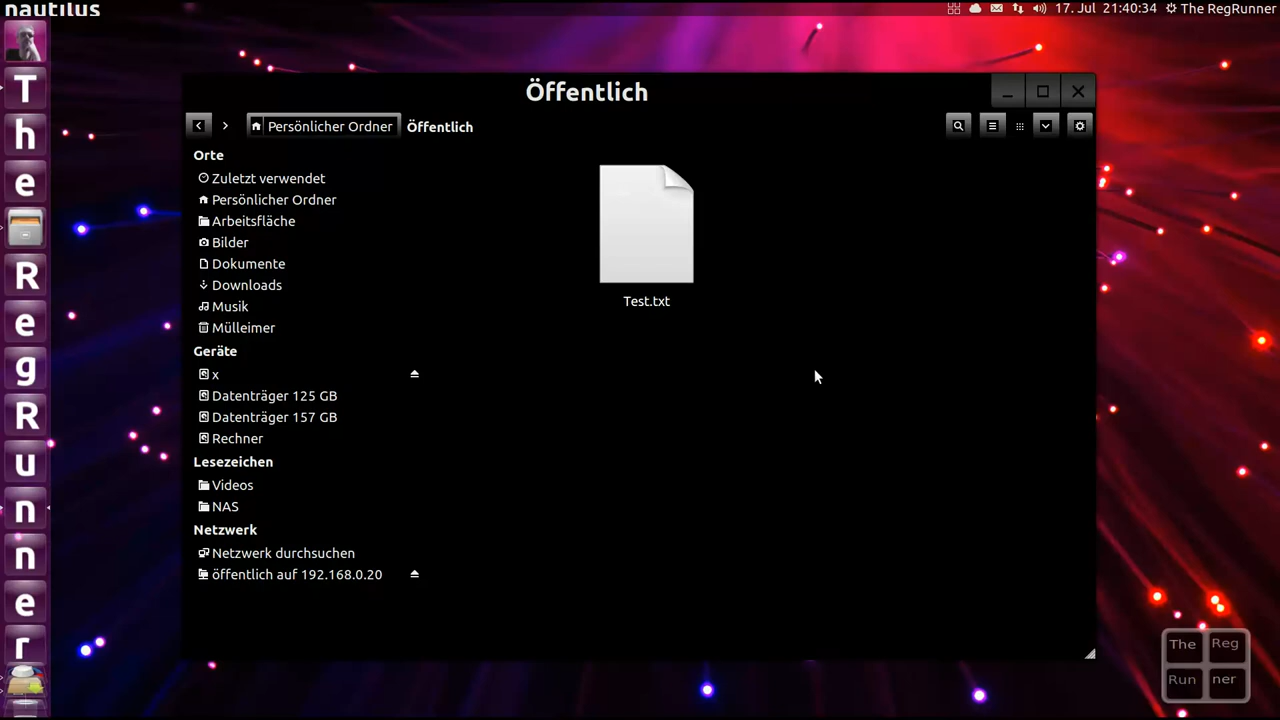 nautilus
17. Jul 21:40:34 The RegRunner
T
h
e
R
e
g
R
u
n
n
e
r
Öffentlich
Persönlicher Ordner Öffentlich
Orte
Zuletzt verwendet
Persönlicher Ordner
Arbeitsfläche
Bilder
Dokumente
Downloads
Musik
Mülleimer
Geräte
x
Datenträger 125 GB
Datenträger 157 GB
Rechner
Lesezeichen
Videos
NAS
Netzwerk
Netzwerk durchsuchen
öffentlich auf 192.168.0.20
Test.txt
The Reg
Run ner